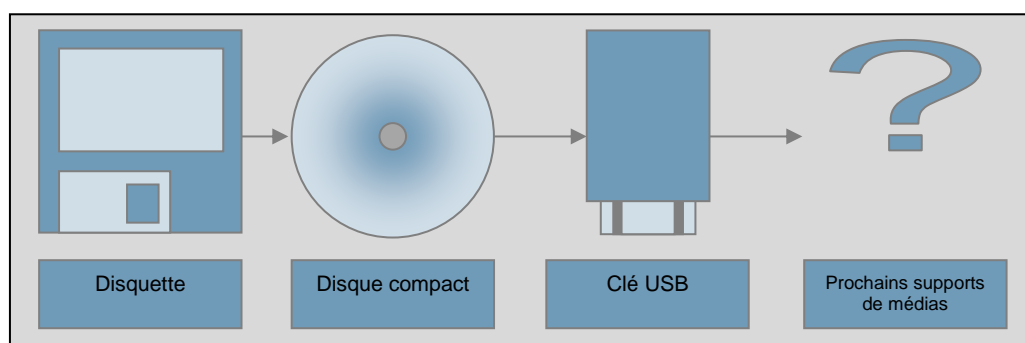 Disquette
Disque compact
Clé USB
Prochains supports
de médias